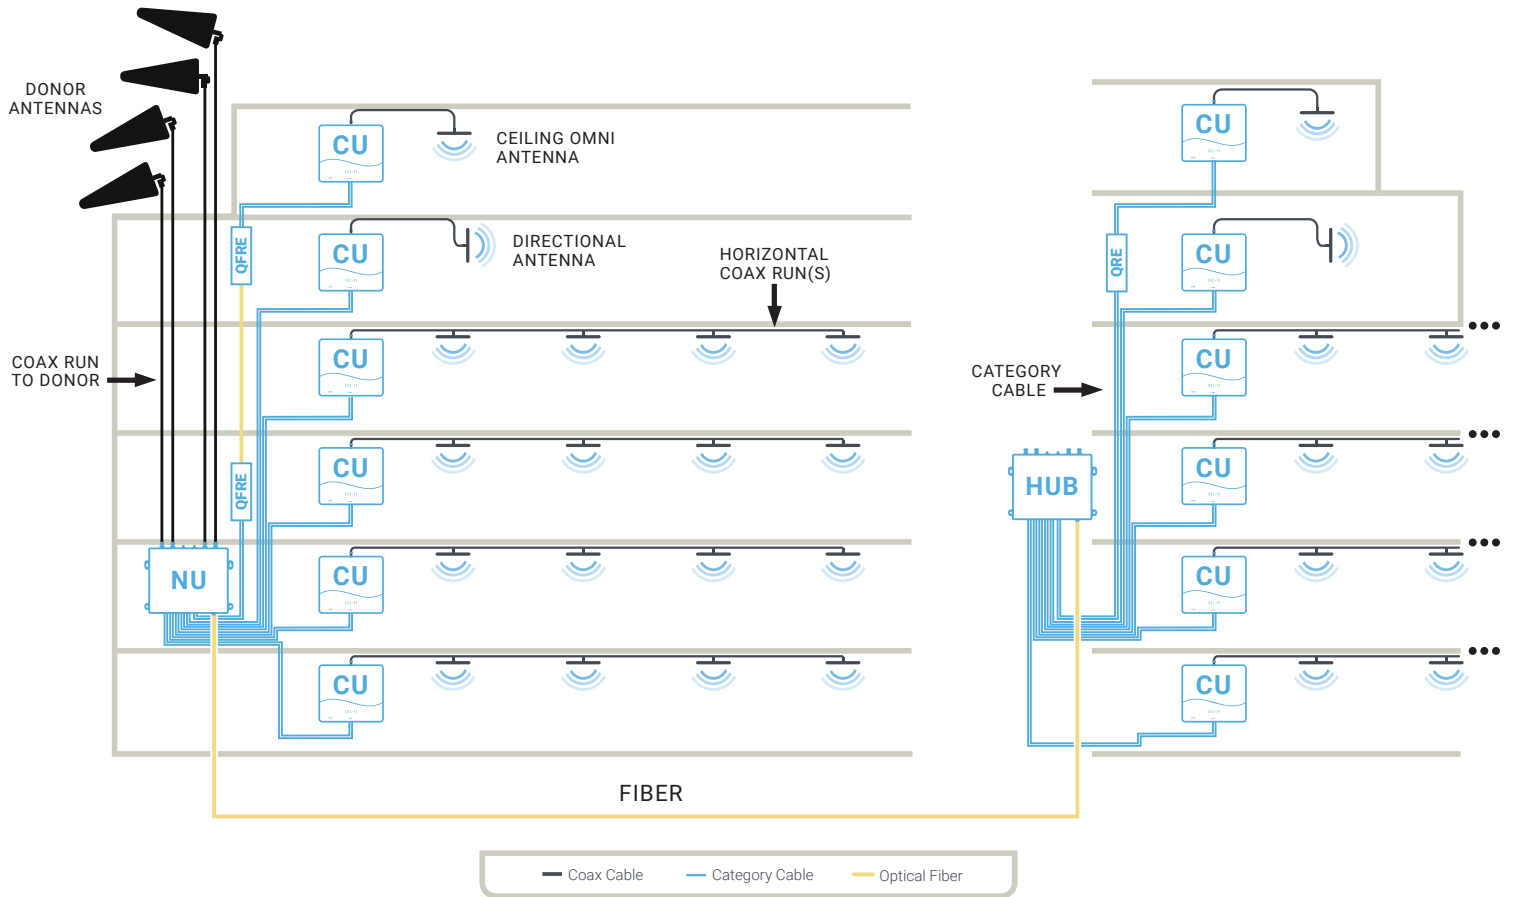 DONOR
ANTENNAS
CU
CEILING OMNI
ANTENNA
CU
QFRE
CU
DIRECTIONAL
ANTENNA
HORIZONTAL
COAX RUN(S)
QRE
CU
COAX RUN
TO DONOR
CU
CATEGORY
CABLE
CU
QFRE
CU
HUB
CU
NU
CU
CU
CU
CU
FIBER
Coax Cable
Category Cable
Optical Fiber